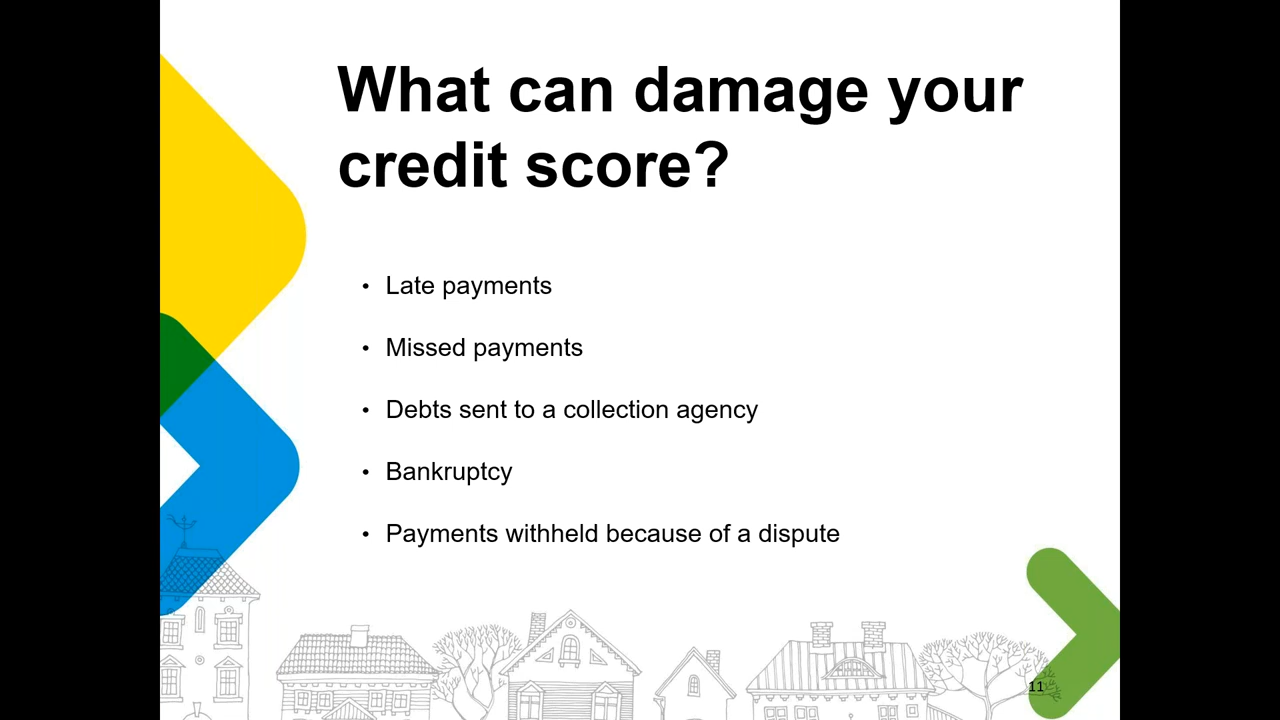 What can damage your
credit score?
• Late payments
• Missed payments
• Debts sent to a collection agency
• Bankruptcy
• Payments withheld because of a dispute
11